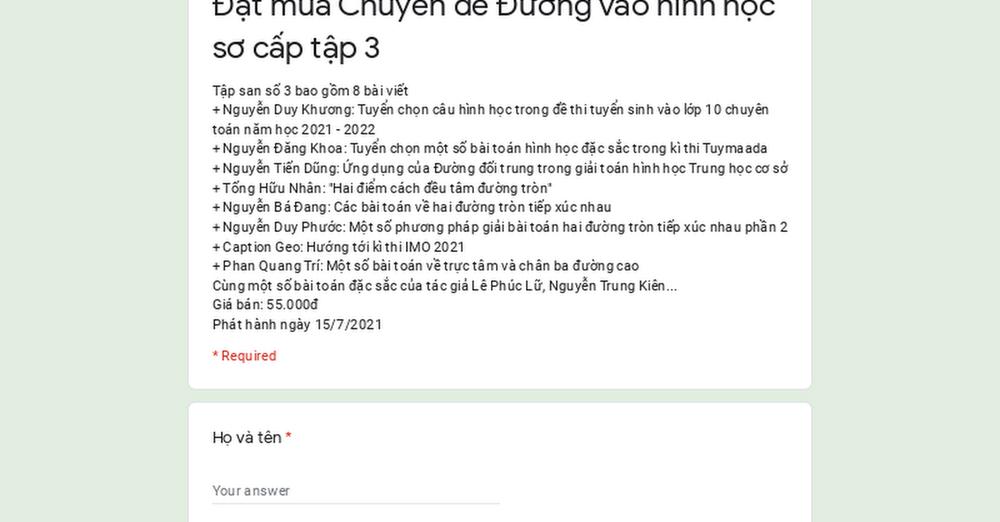 Đặt mua Chuyên đề Đường vào hình học
sơ cấp tập 3
Tập san số 3 bao gồm 8 bài viết
+ Nguyễn Duy Khương: Tuyển chọn câu hình học trong đề thi tuyển sinh vào lớp 10 chuyên
toán năm học 2021 - 2022
+ Nguyễn Đăng Khoa: Tuyển chọn một số bài toán hình học đặc sắc trong kì thi Tuymaada
+ Nguyễn Tiến Dũng: Ứng dụng của Đường đối trung trong giải toán hình học Trung học cơ sở
+ Tống Hữu Nhân: "Hai điểm cách đều tâm đường tròn"
+ Nguyễn Bá Đang: Các bài toán về hai đường tròn tiếp xúc nhau
+ Nguyễn Duy Phước: Một số phương pháp giải bài toán hai đường tròn tiếp xúc nhau phần 2
+ Caption Geo: Hướng tới kì thi IMO 2021
+ Phan Quang Trí: Một số bài toán về trực tâm và chân ba đường cao
Cùng một số bài toán đặc sắc của tác giả Lê Phúc Lữ, Nguyễn Trung Kiên...
Giá bán: 55.000đ
Phát hành ngày 15/7/2021
* Required
Họ và tên *
Your answer